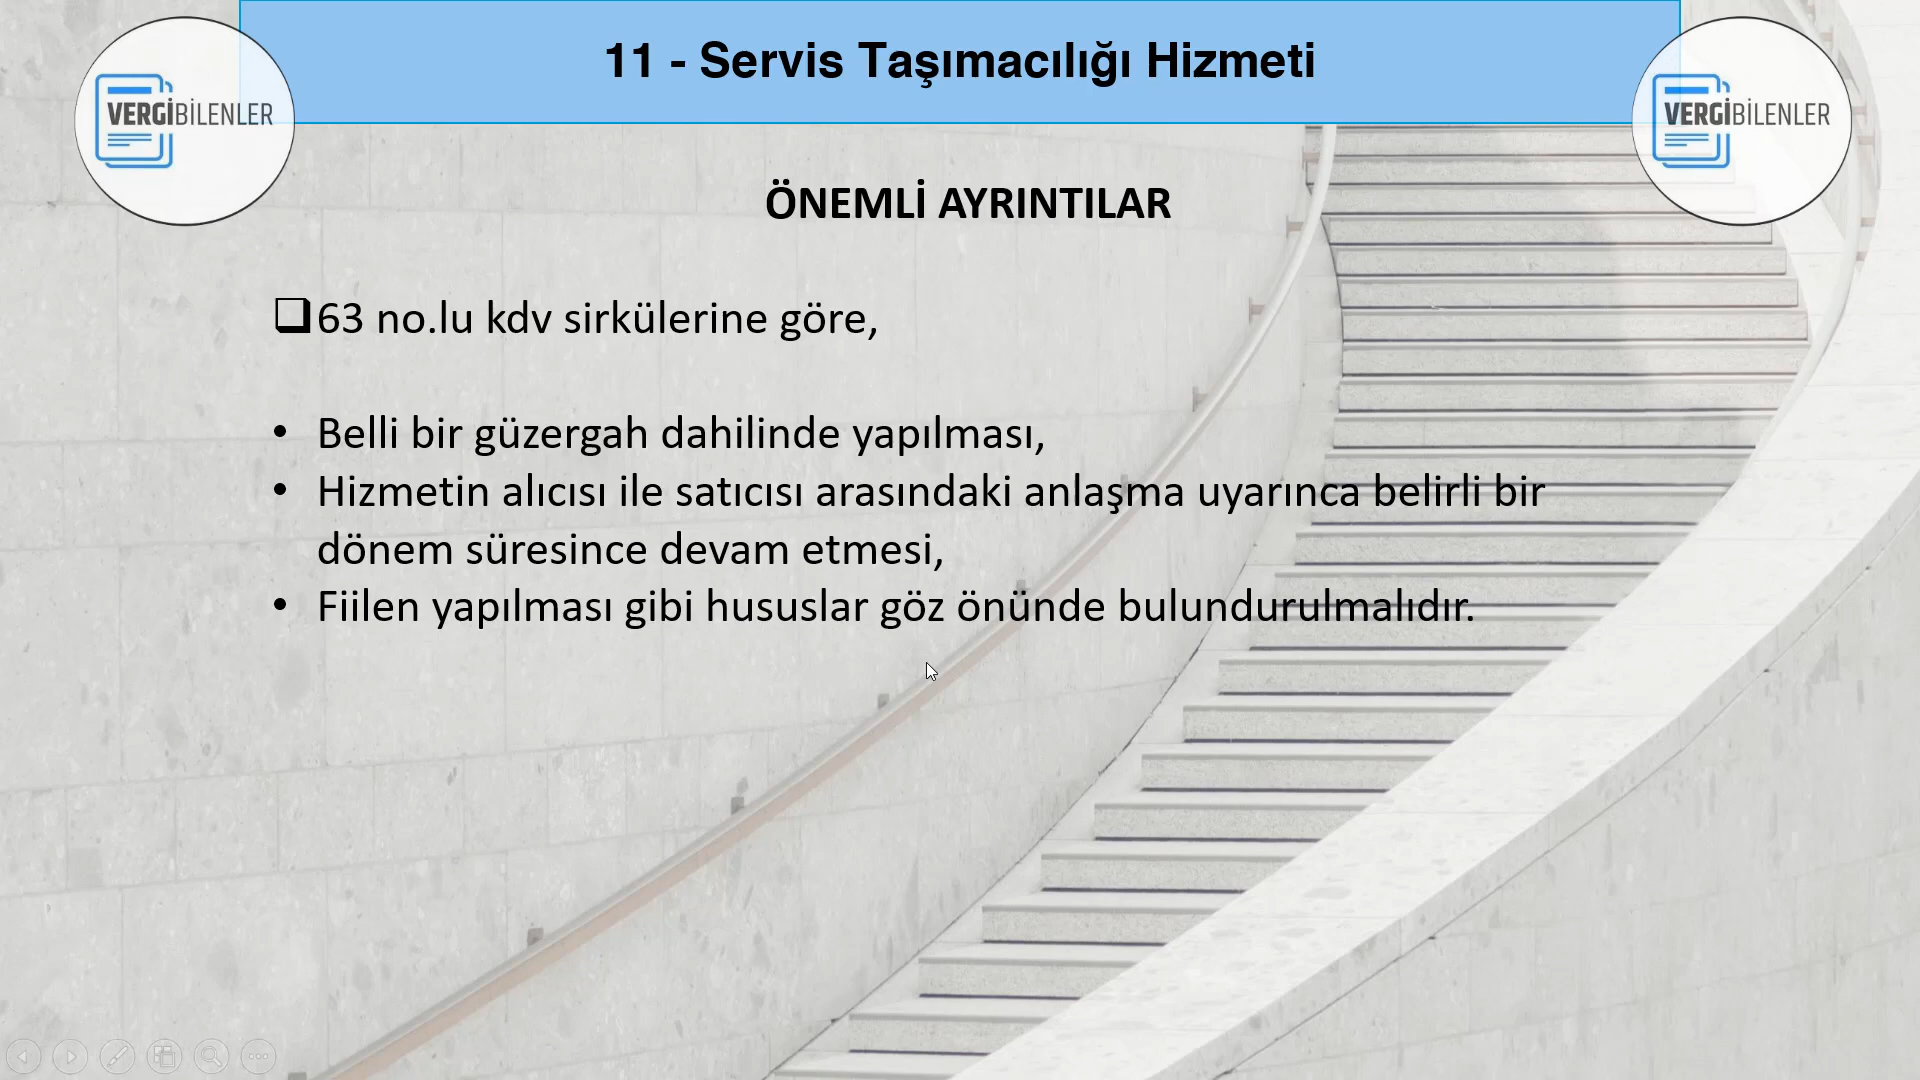 11 - Servis Taşımacılığı Hizmeti
VERGİBİLENLER
VERGİBİLENLER
ÖNEMLİ AYRINTILAR
63 no.lu kdv sirkülerine göre,
• Belli bir güzergah dahilinde yapılması,
• Hizmetin alıcısı ile satıcısı arasındaki anlaşma uyarınca belirli bir
dönem süresince devam etmesi,
• Fiilen yapılması gibi hususlar göz önünde bulundurulmalıdır.